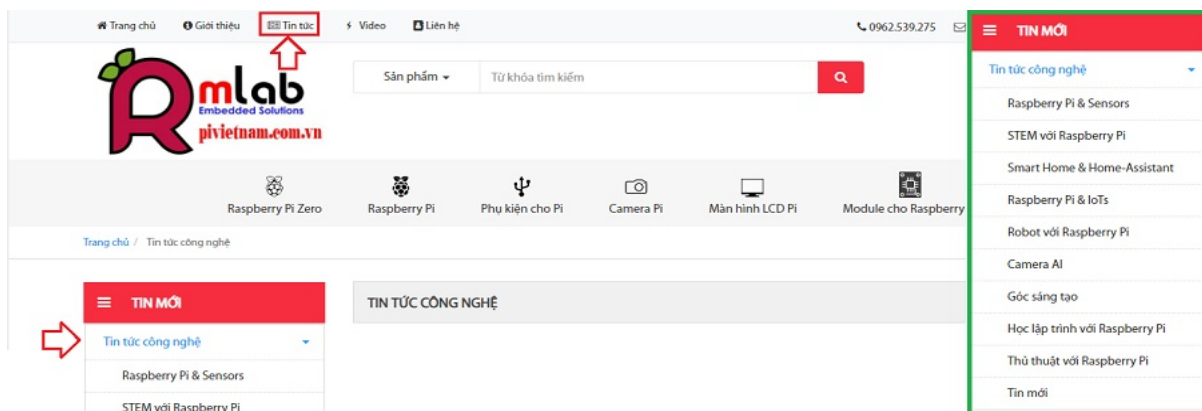 Trang chủ Giới thiệu Tin tức Video Liên hệ 0962.539.275
mlab
Embedded Solutions
pivietnam.com.vn
Sản phẩm Từ khóa tìm kiếm
Raspberry Pi Zero Raspberry Pi Phụ kiện cho Pi Camera Pi Màn hình LCD Pi Module cho Raspberry
Trang chủ / Tin tức công nghệ
TIN MỚI
Tin tức công nghệ
Raspberry Pi & Sensors
STEM với Raspberry Pi
TIN TỨC CÔNG NGHỆ
TIN MỚI
Tin tức công nghệ
Raspberry Pi & Sensors
STEM với Raspberry Pi
Smart Home & Home-Assistant
Raspberry Pi & IoTs
Robot với Raspberry Pi
Camera AI
Góc sáng tạo
Học lập trình với Raspberry Pi
Thủ thuật với Raspberry Pi
Tin mới